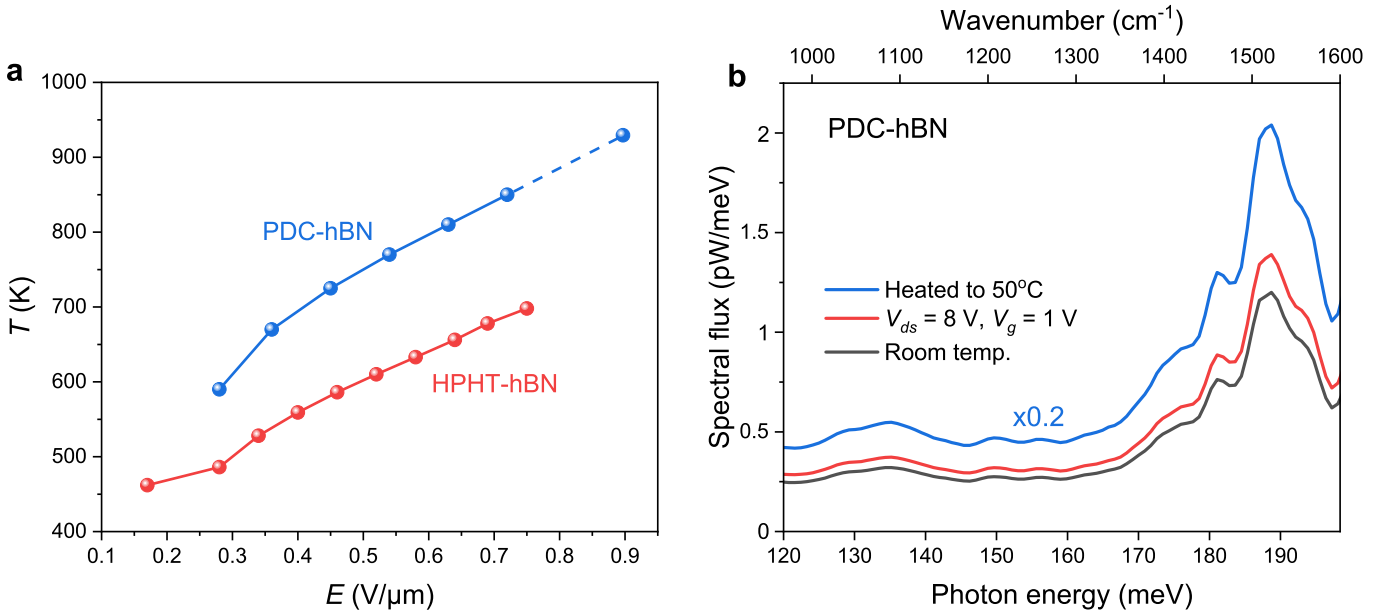 a
1000
900
800
700
600
500
400
T (K)
PDC-hBN
HPHT-hBN
0.1 0.2 0.3 0.4 0.5 0.6 0.7 0.8 0.9
E (V/μm)
b
Wavenumber (cm-1)
1000 1100 1200 1300 1400 1500 1600
PDC-hBN
2
1.5
1
0.5
0
Spectral flux (pW/meV)
Heated to 50oC
Vds = 8 V, Vg = 1 V
Room temp.
x0.2
120 130 140 150 160 170 180 190
Photon energy (meV)